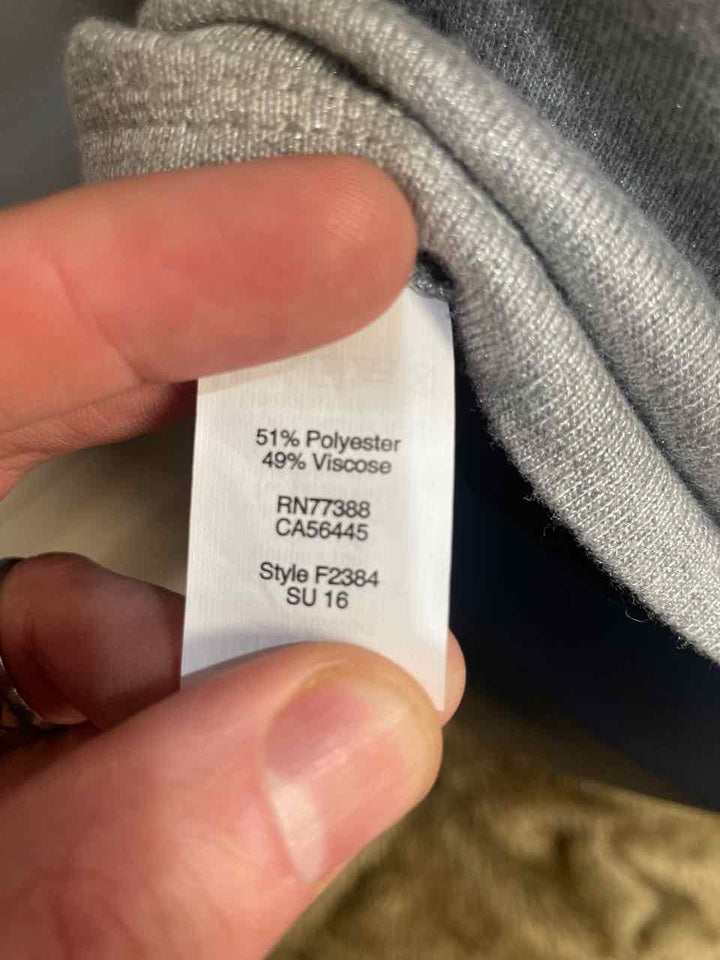 51% Polyester
49% Viscose
RN77388
CA56445
Style F2384
SU 16